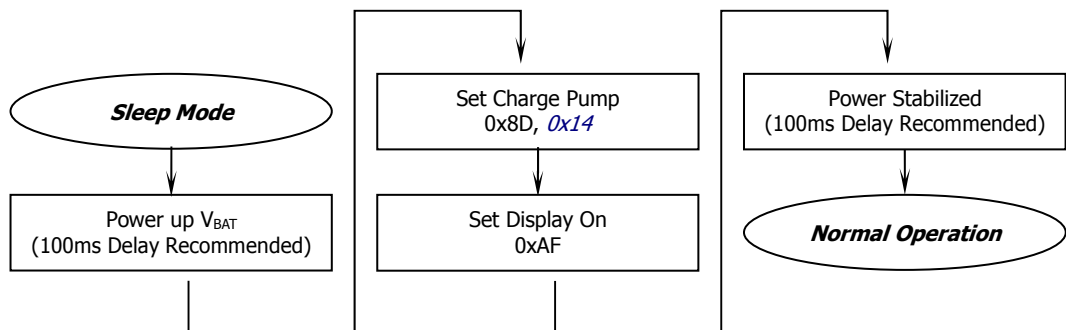 Sleep Mode
Power up VBAT
(100ms Delay Recommended)
Set Charge Pump
0x8D, 0x14
Set Display On
0xAF
Power Stabilized
(100ms Delay Recommended)
Normal Operation